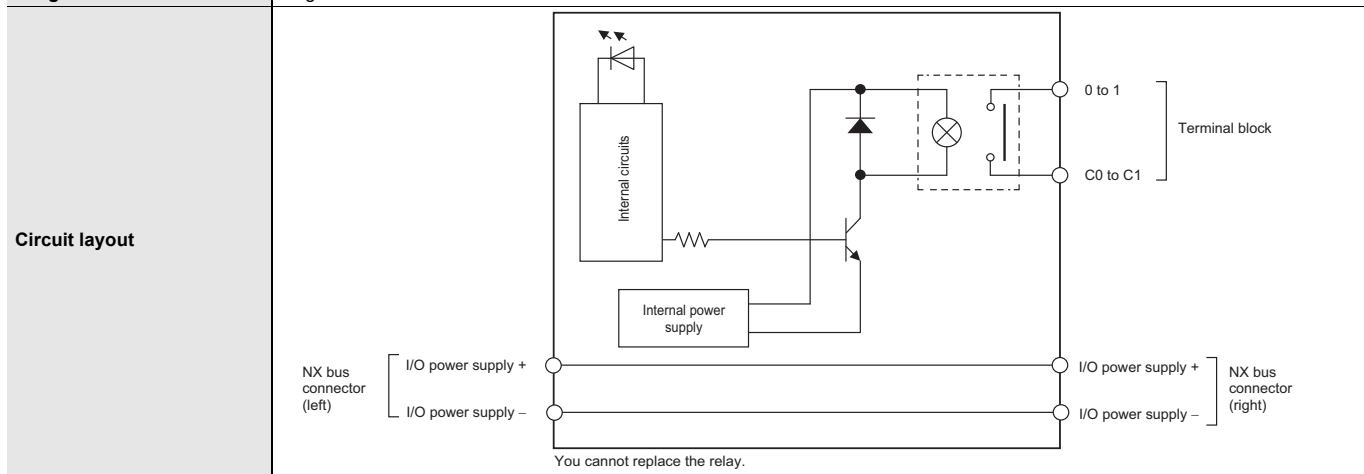 Circuit layout
Internal circuits
0 to 1
Terminal block
C0 to C1
Internal power
supply
NX bus
connector
(left)
I/O power supply +
I/O power supply −
I/O power supply +
I/O power supply −
NX bus
connector
(right)
You cannot replace the relay.